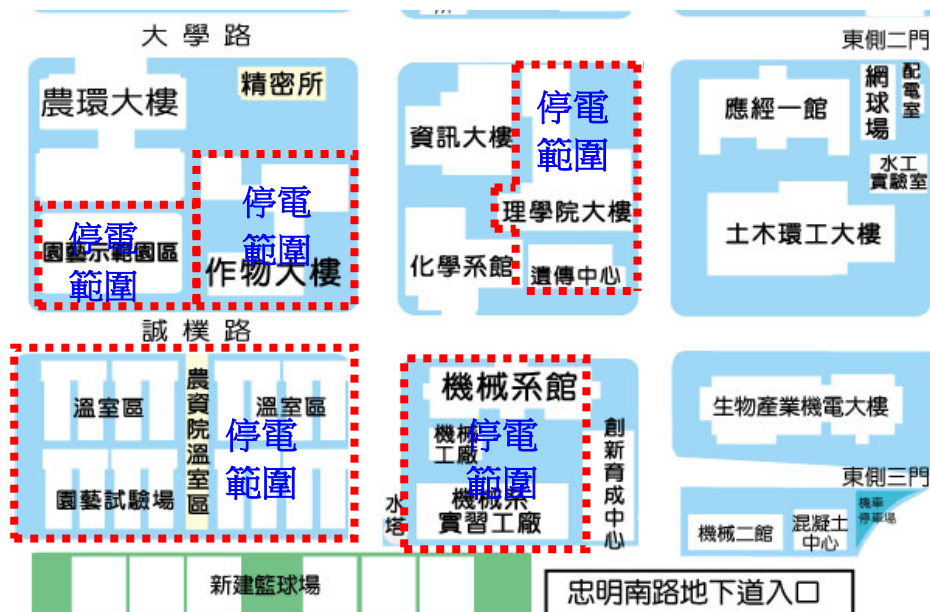 大學路
東側二門
農環大樓
精密所
停電
範圍
作物大樓
停電
範圍
園藝示範園區
資訊大樓
停電
範圍
理學院大樓
化學系館
遺傳中心
應經一館
網球場
配電室
水工
實驗室
土木環工大樓
誠樸路
溫室區
農資院溫室區
溫室區
停電
範圍
園藝試驗場
機械系館
機械
工廠
停電
範圍
機械系
實習工廠
水塔
創新育成中心
生物產業機電大樓
東側三門
機車
停車場
機械二館
混凝土
中心
新建籃球場
忠明南路地下道入口